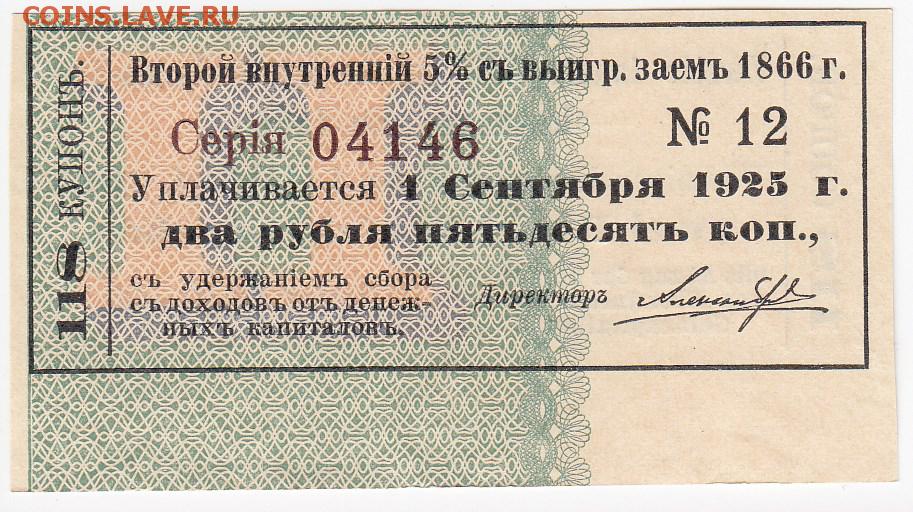 COINS.LAVE.RU
118 КУПОНЪ.
Второй внутренній 5% съ выигр. заемъ 1866 г.
Серія 04146 № 12
Уплачивается 1 Сентября 1925 г.
два рубля пятьдесятъ коп.,
съ удержаніемъ сбора
съ доходовъ отъ денеж-
ныхъ капиталовъ.
Директоръ